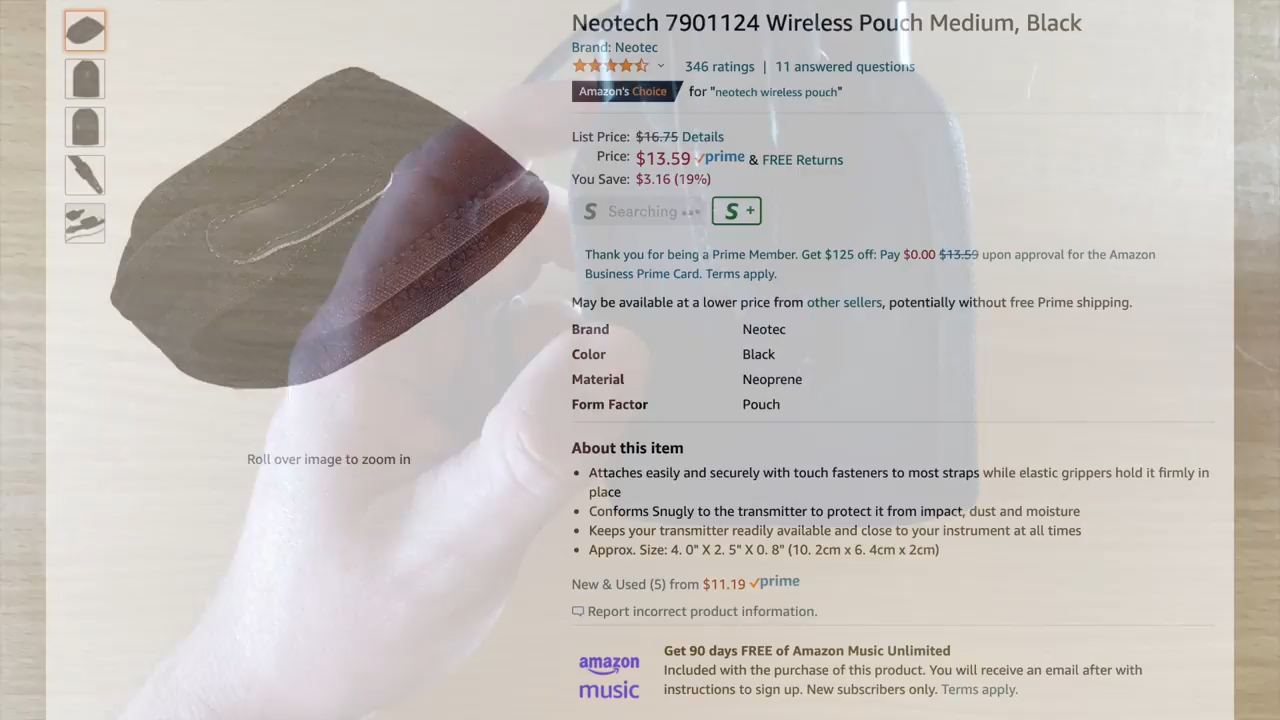 Neotech 7901124 Wireless Pouch Medium, Black
Brand: Neotec
346 ratings | 11 answered questions
Amazon's Choice for "neotech wireless pouch"
List Price: $16.75 Details
Price: $13.59 prime & FREE Returns
You Save: $3.16 (19%)
S Searching S +
Thank you for being a Prime Member. Get $125 off: Pay $0.00 $13.59 upon approval for the Amazon
Business Prime Card. Terms apply.
May be available at a lower price from other sellers, potentially without free Prime shipping.
Brand Neotec
Color Black
Material Neoprene
Form Factor Pouch
Roll over image to zoom in
About this item
• Attaches easily and securely with touch fasteners to most straps while elastic grippers hold it firmly in
place
• Conforms Snugly to the transmitter to protect it from impact, dust and moisture
• Keeps your transmitter readily available and close to your instrument at all times
• Approx. Size: 4. 0" X 2. 5" X 0. 8" (10. 2cm x 6. 4cm x 2cm)
New & Used (5) from $11.19 prime
Report incorrect product information.
amazon music
Get 90 days FREE of Amazon Music Unlimited
Included with the purchase of this product. You will receive an email after with
instructions to sign up. New subscribers only. Terms apply.